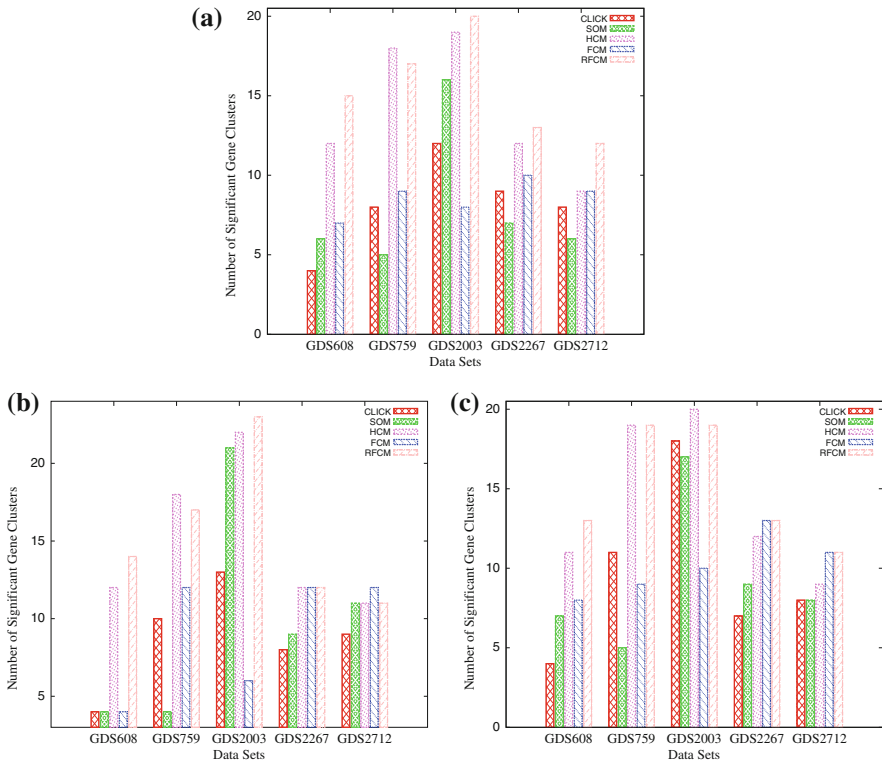 (a)
Number of Significant Gene Clusters
20
15
10
5
0
CLICK
SOM
HCM
FCM
RFCM
GDS608 GDS759 GDS2003 GDS2267 GDS2712
Data Sets
(b)
Number of Significant Gene Clusters
20
15
10
5
CLICK
SOM
HCM
FCM
RFCM
GDS608 GDS759 GDS2003 GDS2267 GDS2712
Data Sets
(c)
Number of Significant Gene Clusters
20
15
10
5
0
CLICK
SOM
HCM
FCM
RFCM
GDS608 GDS759 GDS2003 GDS2267 GDS2712
Data Sets